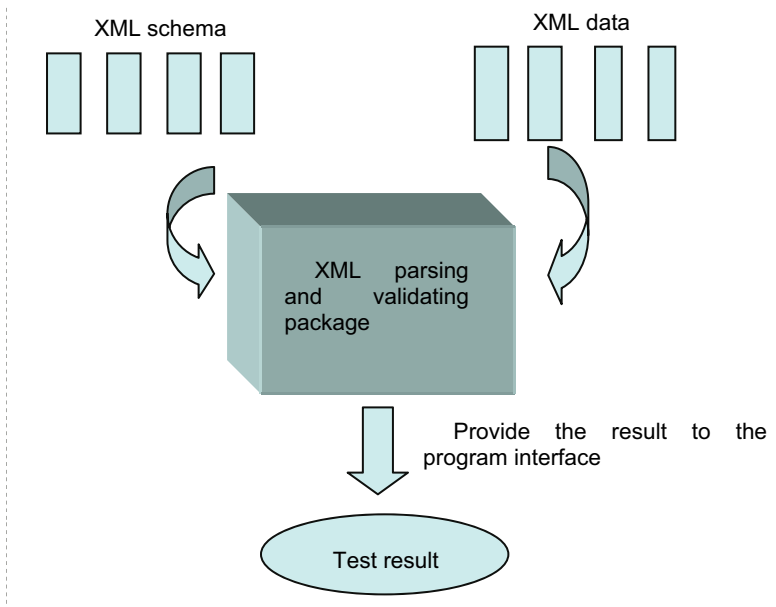 XML schema
XML data
XML parsing
and validating
package
Provide the result to the
program interface
Test result